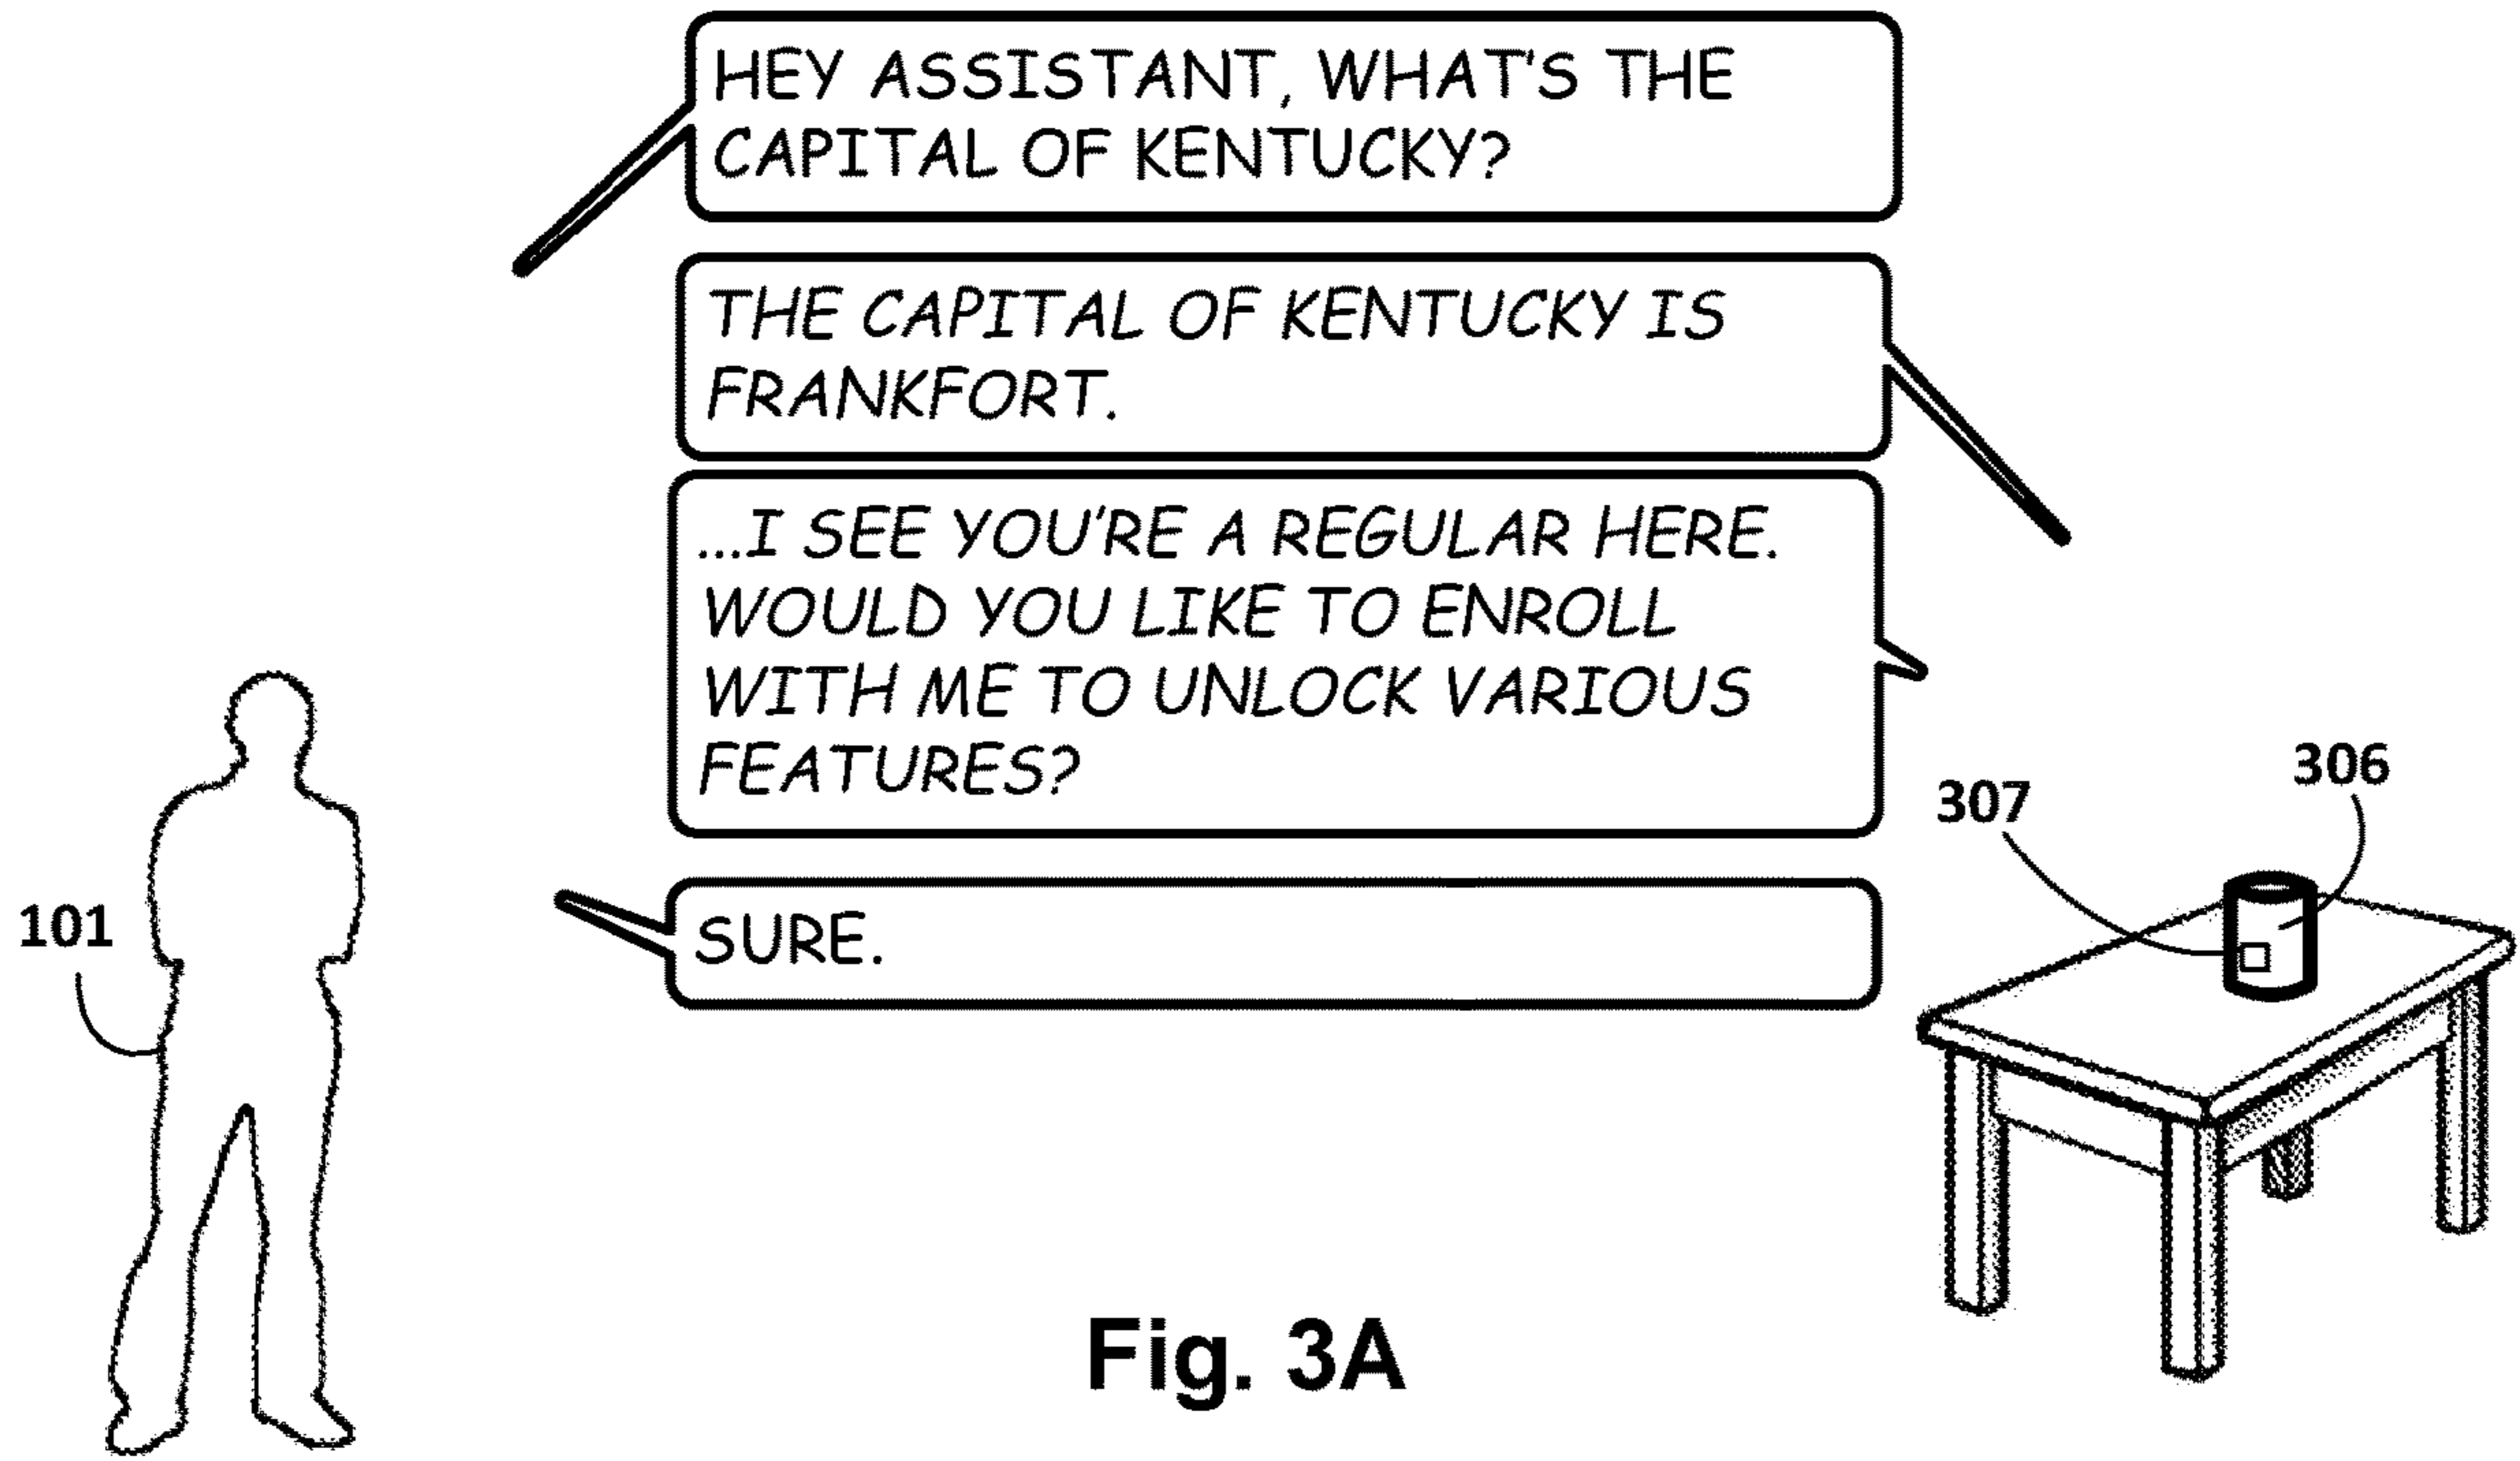 HEY ASSISTANT, WHAT'S THE
CAPITAL OF KENTUCKY?
THE CAPITAL OF KENTUCKY IS
FRANKFORT.
...I SEE YOU'RE A REGULAR HERE.
WOULD YOU LIKE TO ENROLL
WITH ME TO UNLOCK VARIOUS
FEATURES?
SURE.
101
307
306
Fig. 3A